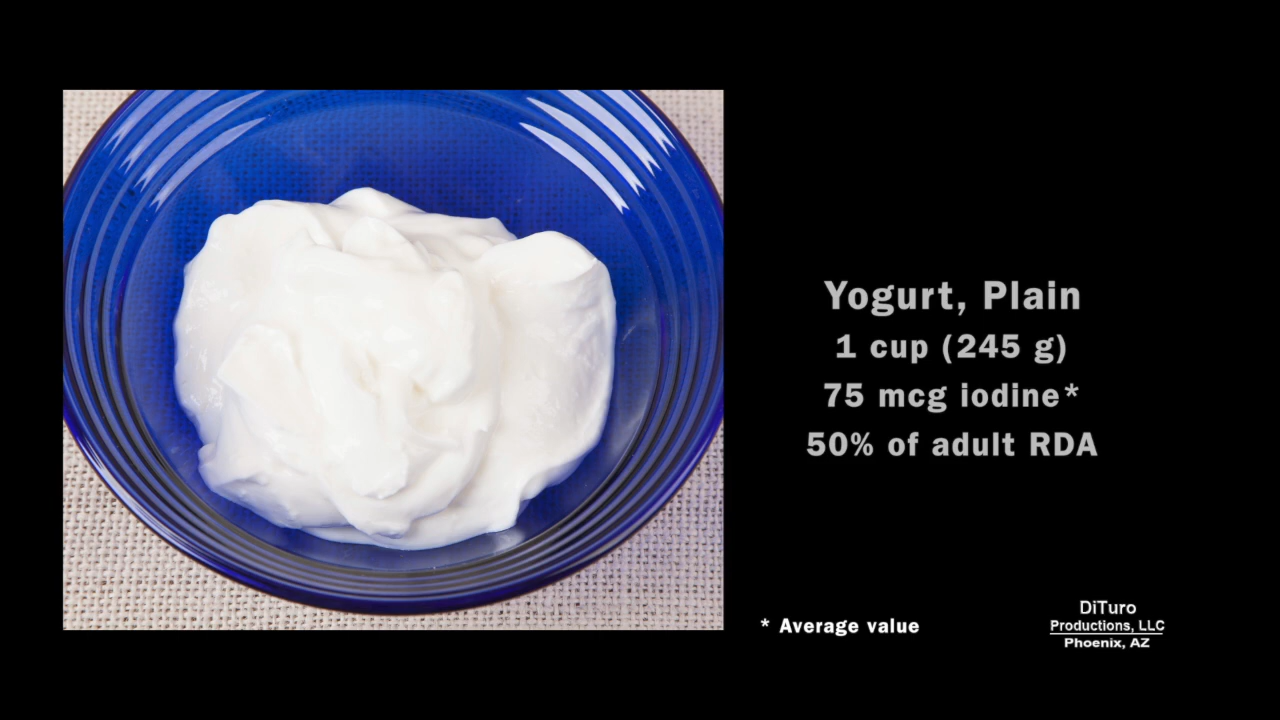 Yogurt, Plain
1 cup (245 g)
75 mcg iodine*
50% of adult RDA
* Average value
DiTuro
Productions, LLC
Phoenix, AZ